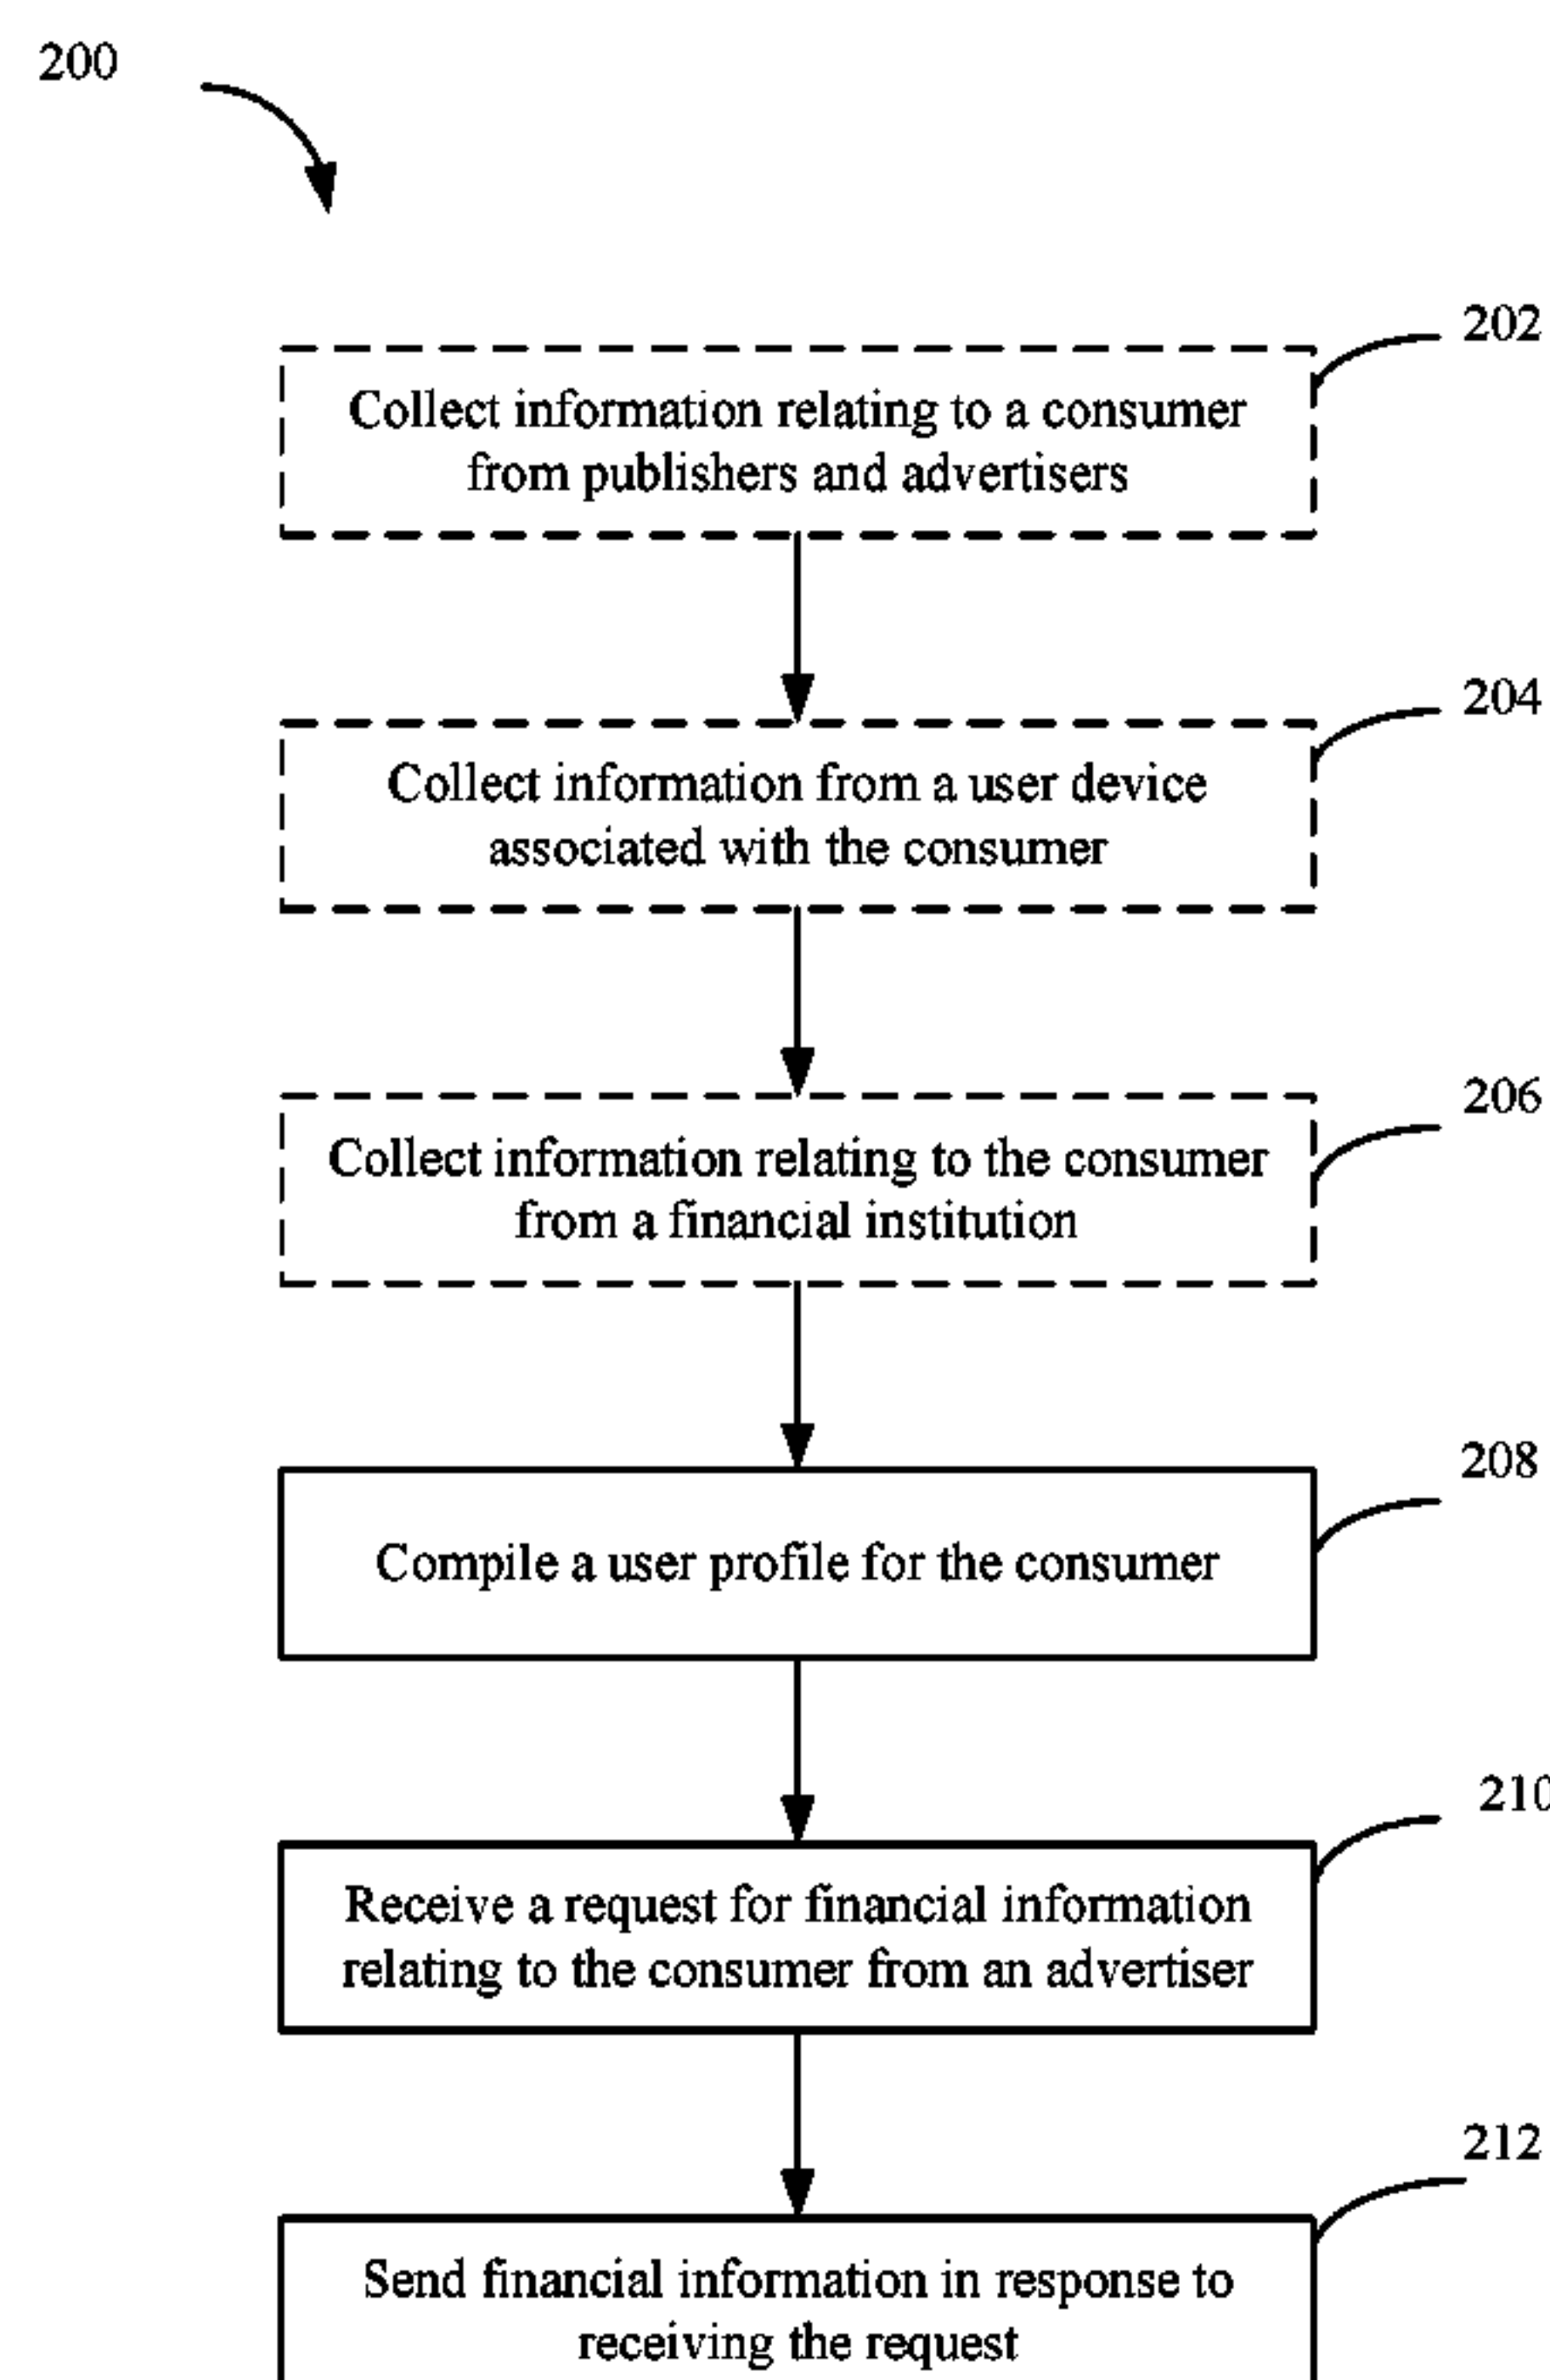 200
202
Collect information relating to a consumer
from publishers and advertisers
204
Collect information from a user device
associated with the consumer
206
Collect information relating to the consumer
from a financial institution
208
Compile a user profile for the consumer
210
Receive a request for financial information
relating to the consumer from an advertiser
212
Send financial information in response to
receiving the request